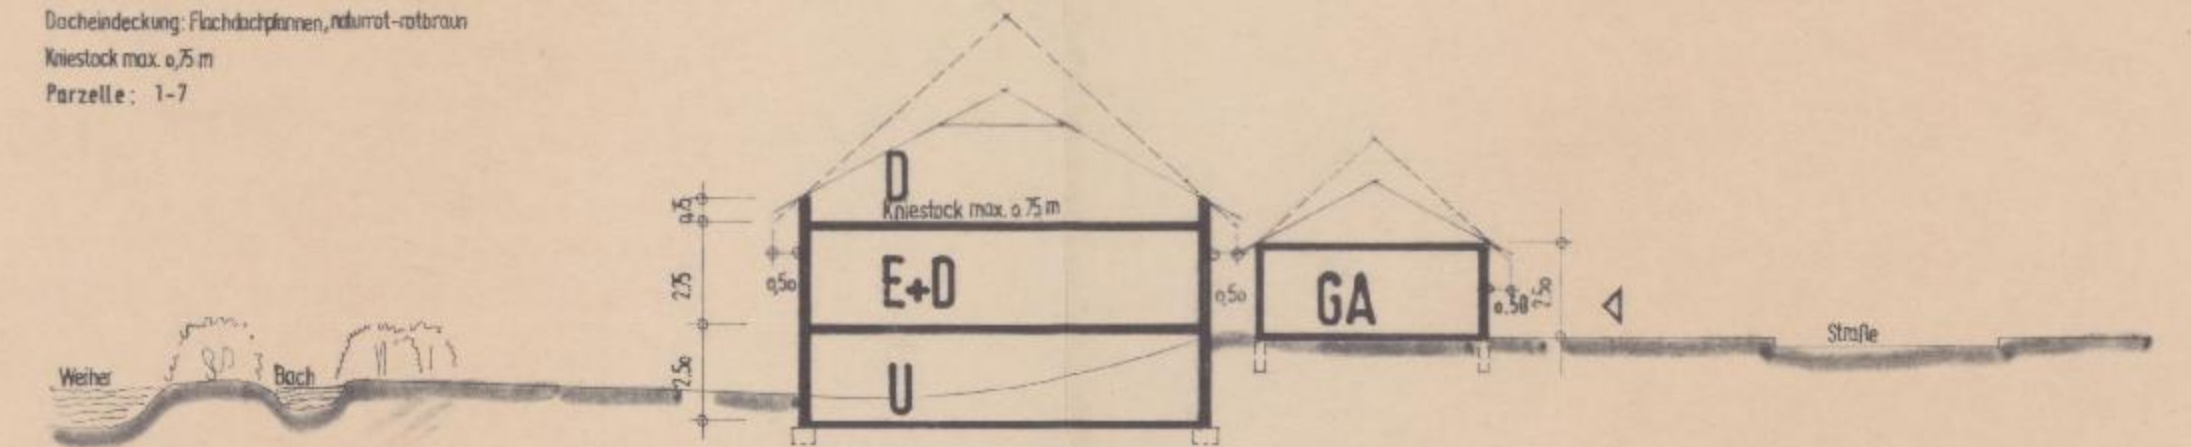 Dacheindeckung: Flachdachpfannen, naturrot-rotbraun
Kniestock max. 0,75 m
Parzelle: 1-7
D
Kniestock max. 0.75 m
0,75
2.75
0,50
E+D
0,50
GA
0.50
2.50
Straße
Weiher
Bach
2.50
U